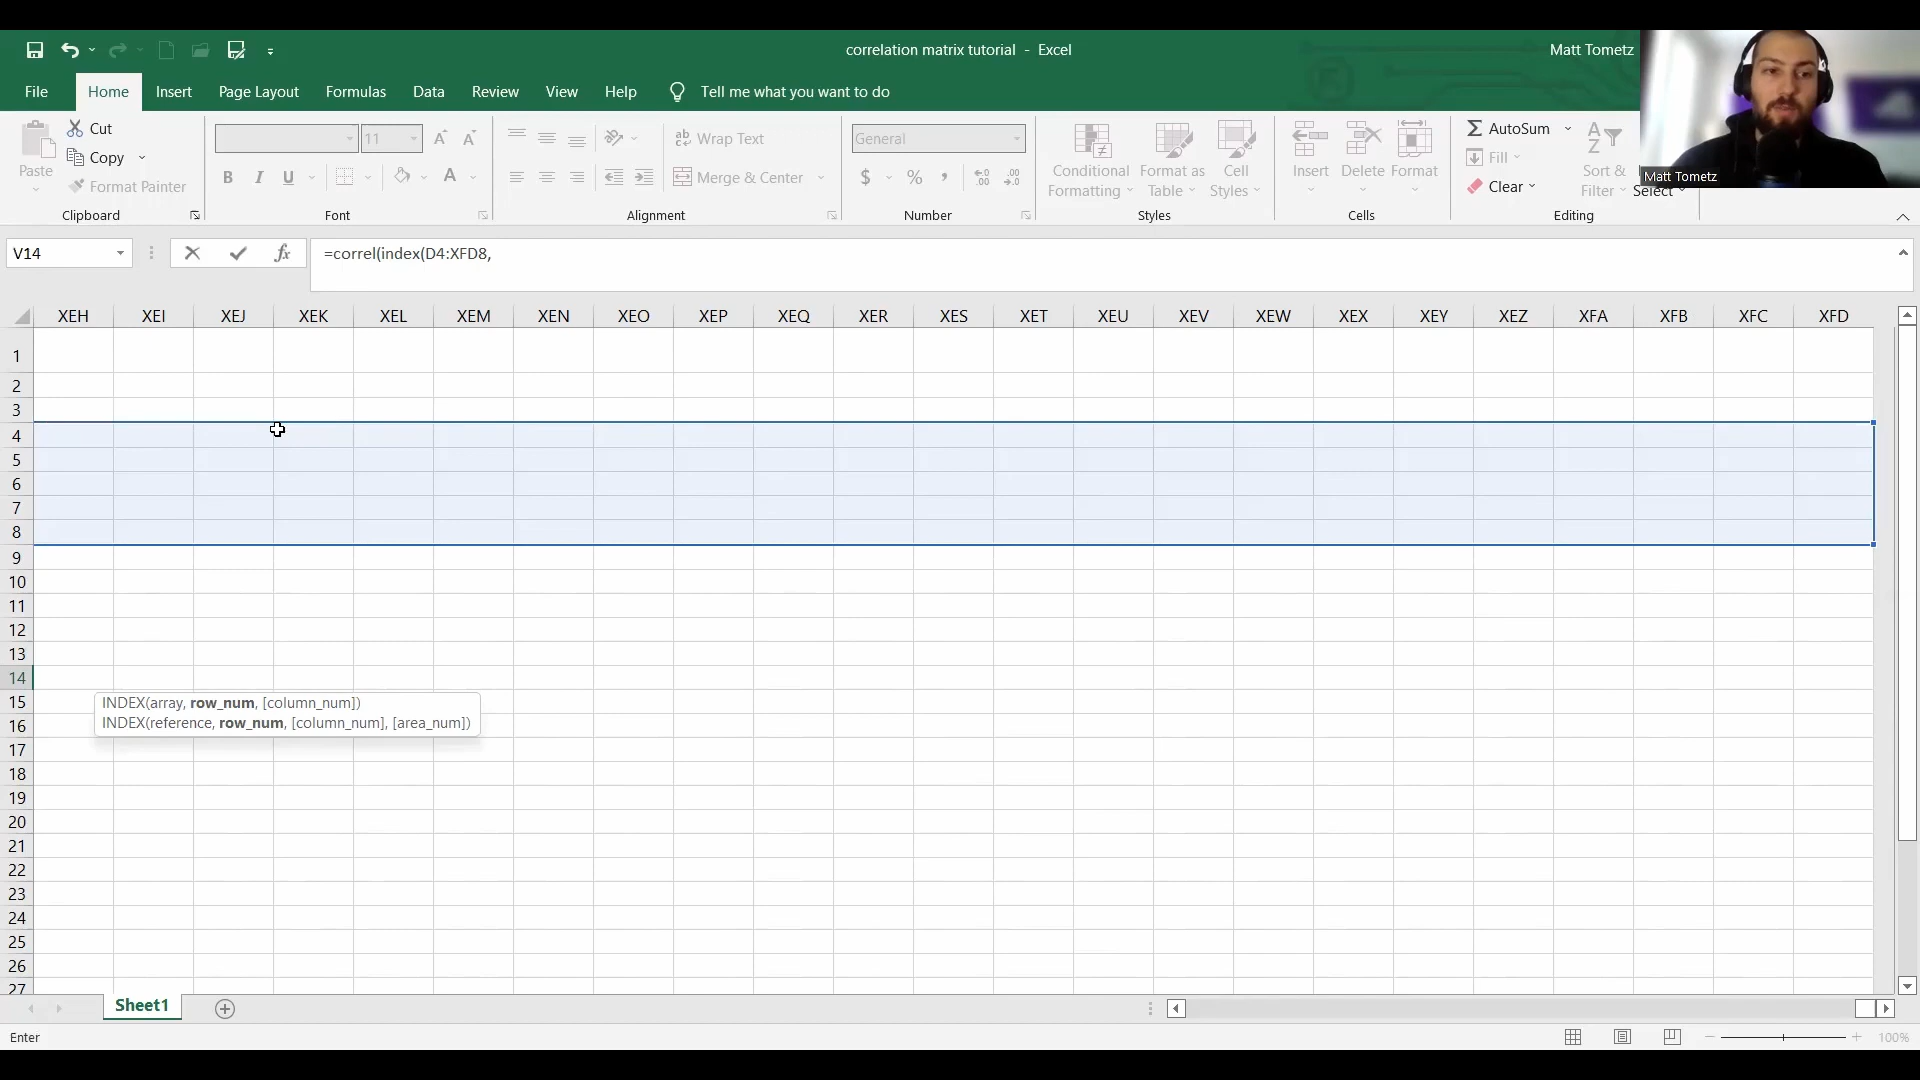 correlation matrix tutorial - Excel
Matt Tometz
File
Home
Insert
Page Layout
Formulas
Data
Review
View
Help
Tell me what you want to do
Paste
Cut
Copy
Format Painter
Clipboard
11
B I U
A
Font
Wrap Text
Merge & Center
Alignment
General
$ %
Number
Conditional
Formatting
Format as
Table
Cell
Styles
Styles
Insert
Delete
Format
Cells
AutoSum
Fill
Clear
Sort &
Filter
Select
Editing
Matt Tometz
V14
fx
=correl(index(D4:XFD8,
XEH XEI XEJ XEK XEL XEM XEN XEO XEP XEQ XER XES XET XEU XEV XEW XEX XEY XEZ XFA XFB XFC XFD
1
2
3
4
5
6
7
8
9
10
11
12
13
14
15
16
17
18
19
20
21
22
23
24
25
26
27
INDEX(array, row_num, [column_num])
INDEX(reference, row_num, [column_num], [area_num])
Sheet1
Enter
100%